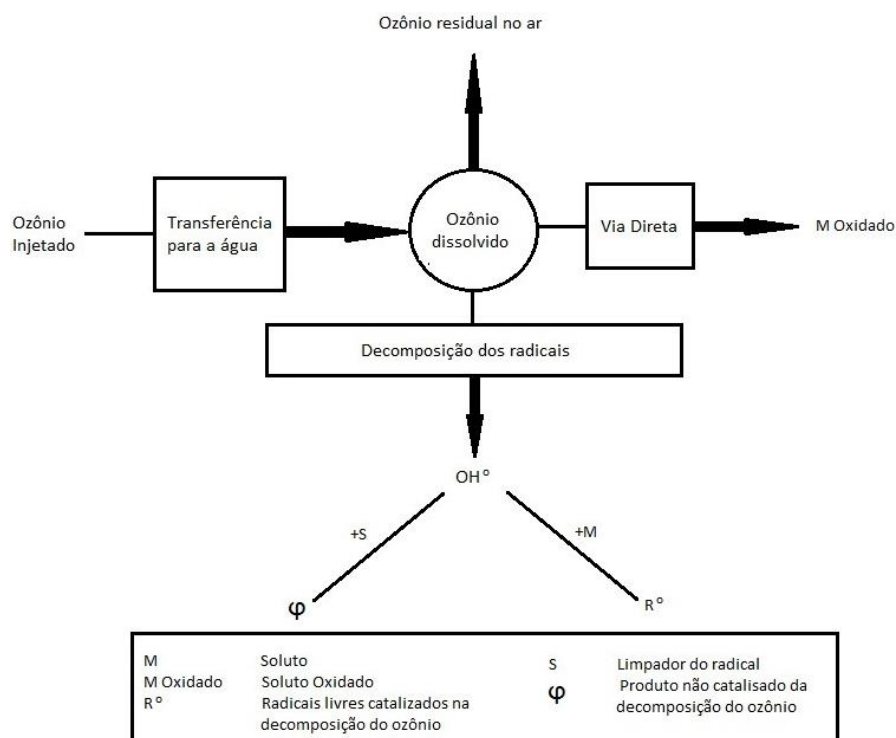 Ozônio residual no ar
Ozônio
Injetado
Transferência
para a água
Ozônio
dissolvido
Via Direta
M Oxidado
Decomposição dos radicais
OH°
+S
+M
φ
R°
M Soluto
M Oxidado Soluto Oxidado
R° Radicais livres catalizados na
decomposição do ozônio
S Limpador do radical
φ Produto não catalisado da
decomposição do ozônio